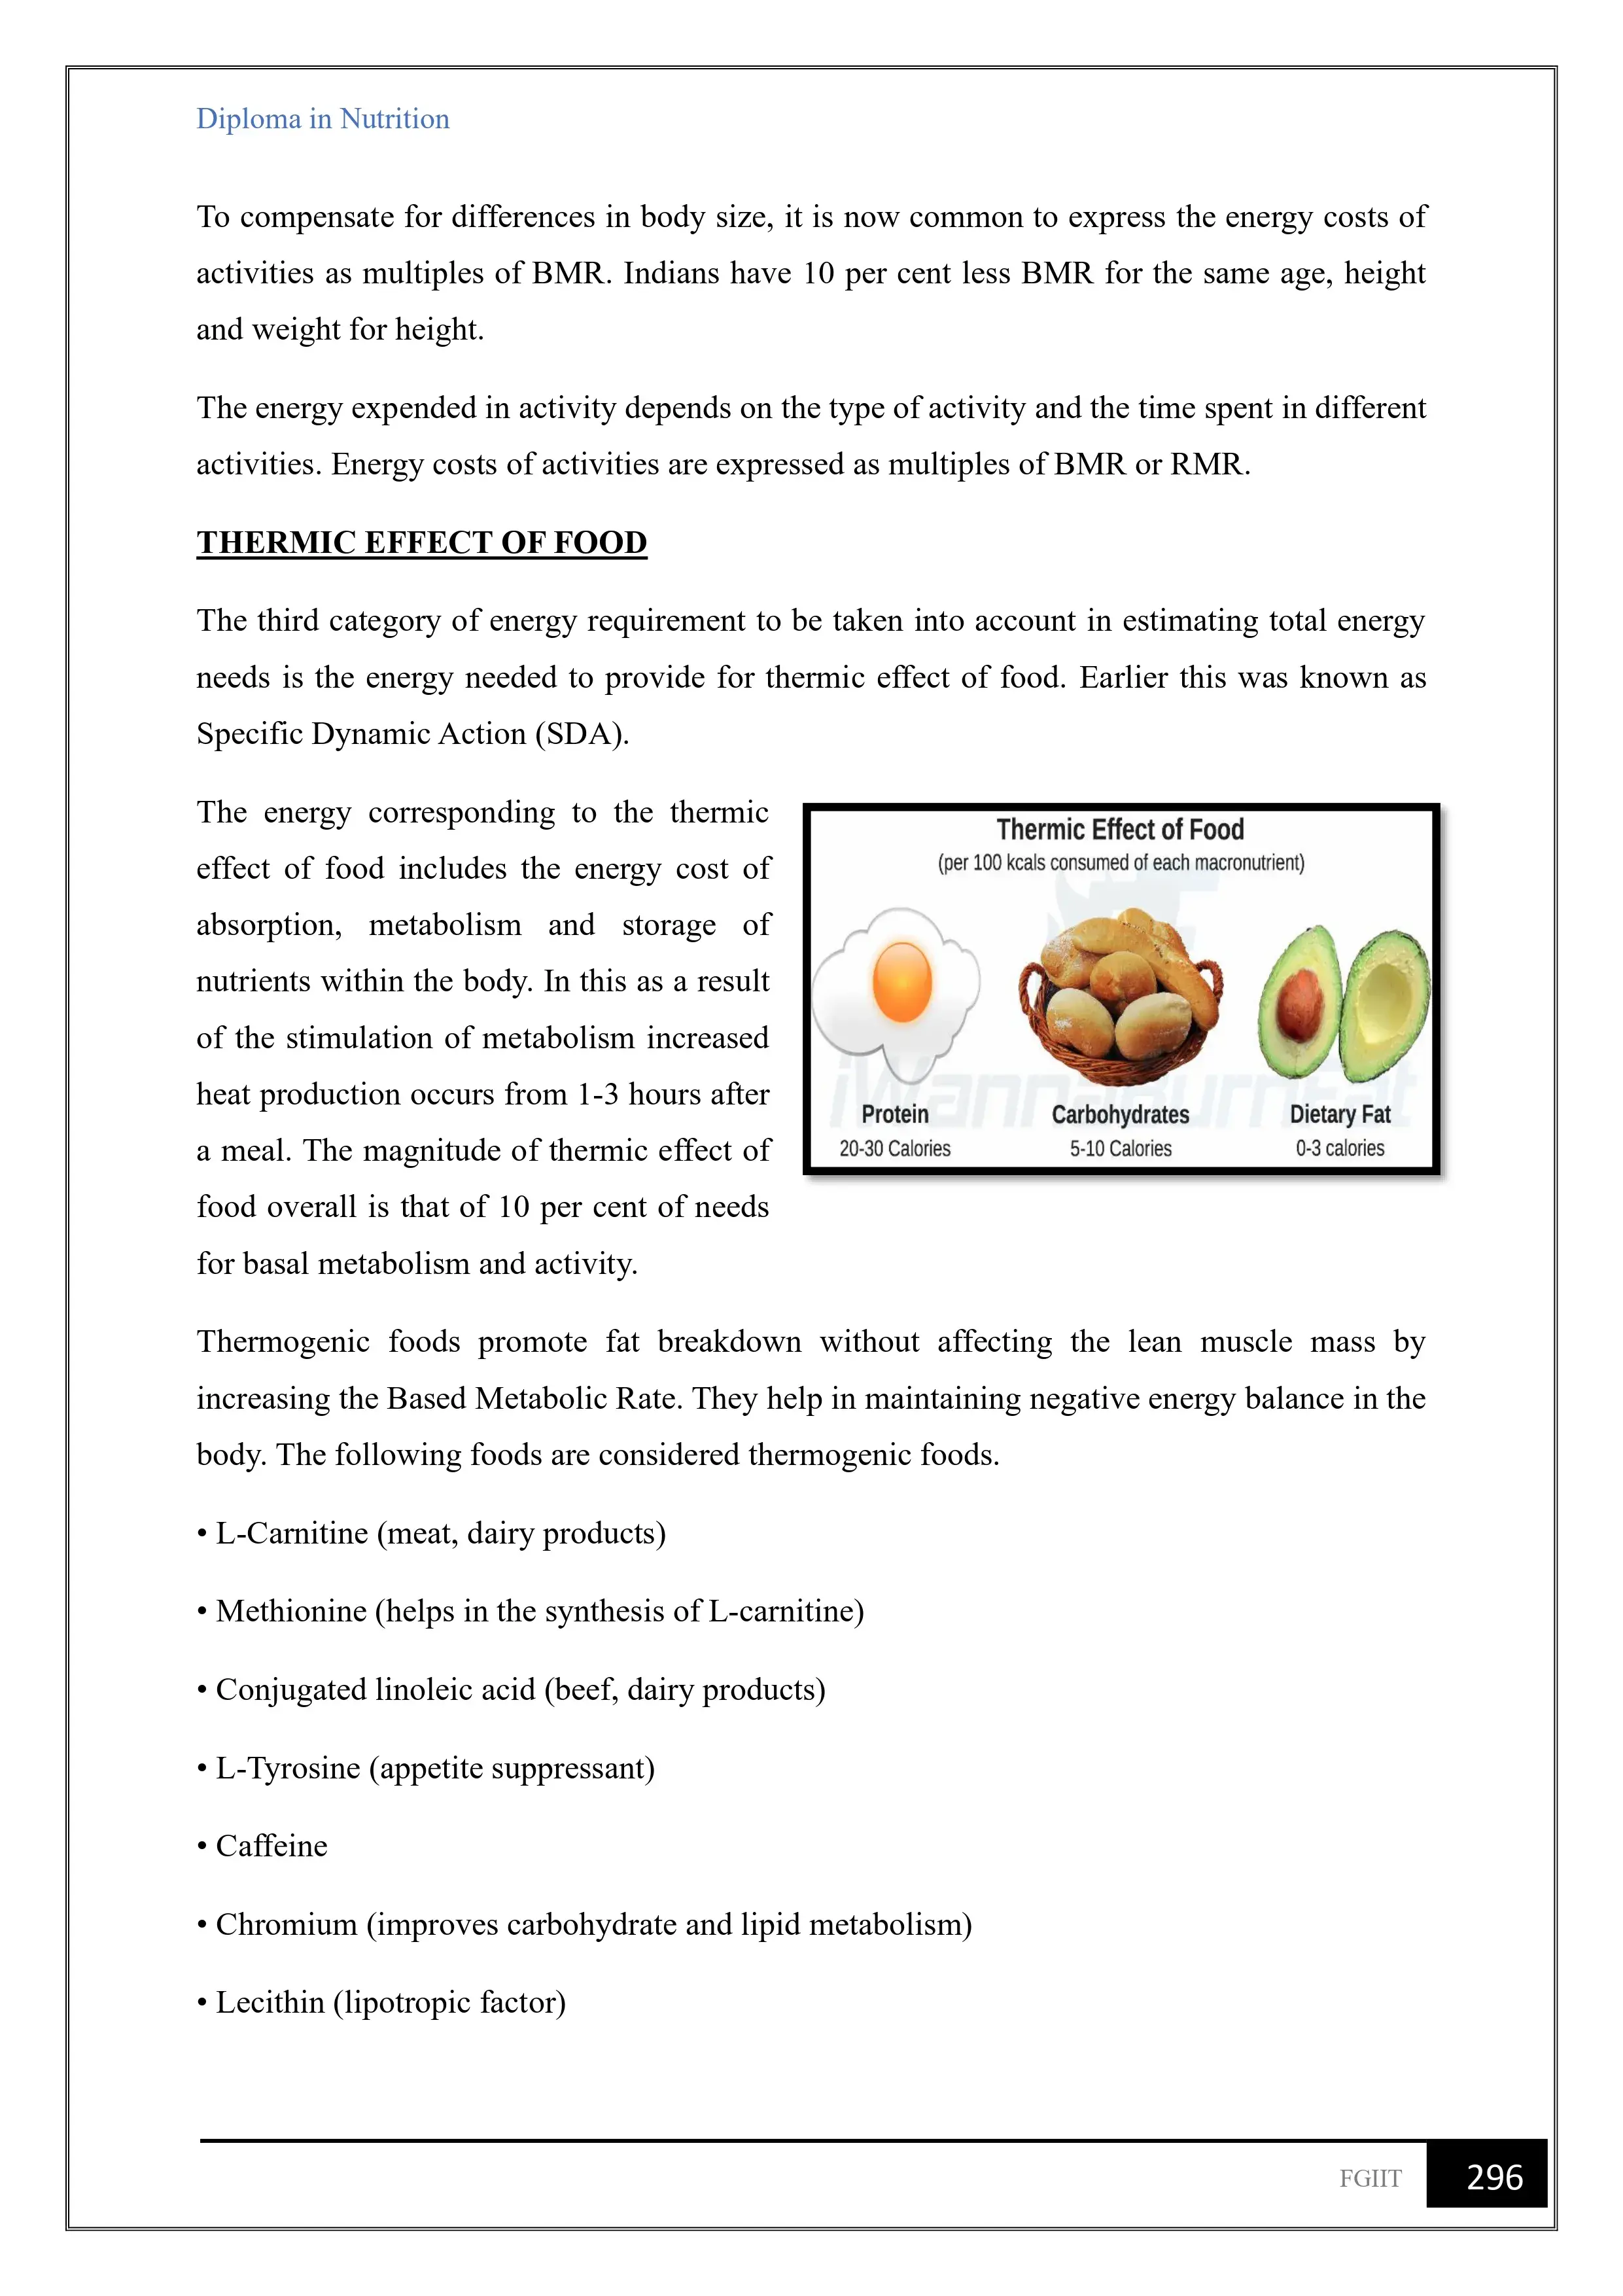 Diploma in Nutrition
To compensate for differences in body size, it is now common to express the energy costs of
activities as multiples of BMR. Indians have 10 per cent less BMR for the same age, height
and weight for height.
The energy expended in activity depends on the type of activity and the time spent in different
activities. Energy costs of activities are expressed as multiples of BMR or RMR.
THERMIC EFFECT OF FOOD
The third category of energy requirement to be taken into account in estimating total energy
needs is the energy needed to provide for thermic effect of food. Earlier this was known as
Specific Dynamic Action (SDA).
The energy corresponding to the thermic
effect of food includes the energy cost of
absorption, metabolism and storage of
nutrients within the body. In this as a result
of the stimulation of metabolism increased
heat production occurs from 1-3 hours after
a meal. The magnitude of thermic effect of
food overall is that of 10 per cent of needs
for basal metabolism and activity.
Thermic Effect of Food
(per 100 kcals consumed of each macronutrient)
iWannaBurnFat
Protein Carbohydrates Dietary Fat
20-30 Calories 5-10 Calories 0-3 calories
Thermogenic foods promote fat breakdown without affecting the lean muscle mass by
increasing the Based Metabolic Rate. They help in maintaining negative energy balance in the
body. The following foods are considered thermogenic foods.
• L-Carnitine (meat, dairy products)
• Methionine (helps in the synthesis of L-carnitine)
• Conjugated linoleic acid (beef, dairy products)
• L-Tyrosine (appetite suppressant)
• Caffeine
• Chromium (improves carbohydrate and lipid metabolism)
• Lecithin (lipotropic factor)
FGIIT 296